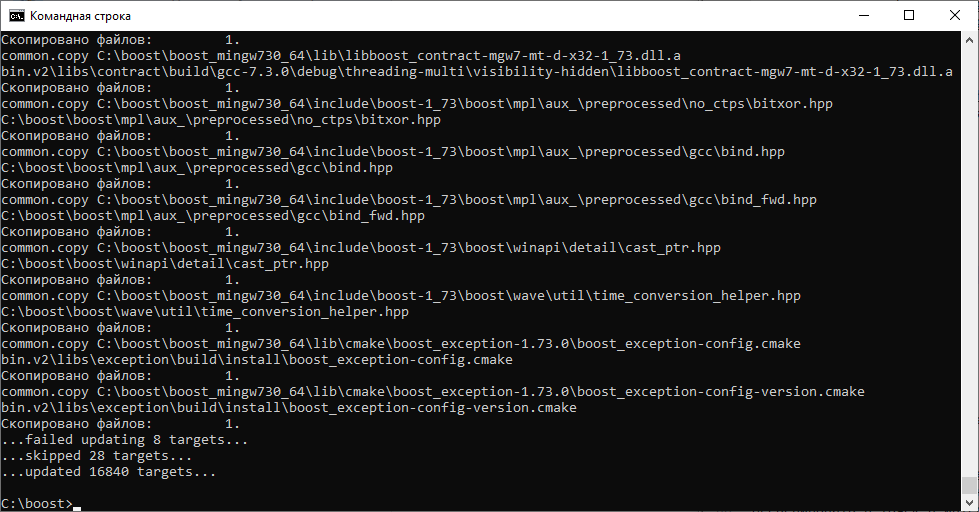 Командная строка
Скопировано файлов:         1.
common.copy C:\boost\boost_mingw730_64\lib\libboost_contract-mgw7-mt-d-x32-1_73.dll.a
bin.v2\libs\contract\build\gcc-7.3.0\debug\threading-multi\visibility-hidden\libboost_contract-mgw7-mt-d-x32-1_73.dll.a
Скопировано файлов:         1.
common.copy C:\boost\boost_mingw730_64\include\boost-1_73\boost\mpl\aux_\preprocessed\no_ctps\bitxor.hpp
C:\boost\boost\mpl\aux_\preprocessed\no_ctps\bitxor.hpp
Скопировано файлов:         1.
common.copy C:\boost\boost_mingw730_64\include\boost-1_73\boost\mpl\aux_\preprocessed\gcc\bind.hpp
C:\boost\boost\mpl\aux_\preprocessed\gcc\bind.hpp
Скопировано файлов:         1.
common.copy C:\boost\boost_mingw730_64\include\boost-1_73\boost\mpl\aux_\preprocessed\gcc\bind_fwd.hpp
C:\boost\boost\mpl\aux_\preprocessed\gcc\bind_fwd.hpp
Скопировано файлов:         1.
common.copy C:\boost\boost_mingw730_64\include\boost-1_73\boost\winapi\detail\cast_ptr.hpp
C:\boost\boost\winapi\detail\cast_ptr.hpp
Скопировано файлов:         1.
common.copy C:\boost\boost_mingw730_64\include\boost-1_73\boost\wave\util\time_conversion_helper.hpp
C:\boost\boost\wave\util\time_conversion_helper.hpp
Скопировано файлов:         1.
common.copy C:\boost\boost_mingw730_64\lib\cmake\boost_exception-1.73.0\boost_exception-config.cmake
bin.v2\libs\exception\build\install\boost_exception-config.cmake
Скопировано файлов:         1.
common.copy C:\boost\boost_mingw730_64\lib\cmake\boost_exception-1.73.0\boost_exception-config-version.cmake
bin.v2\libs\exception\build\install\boost_exception-config-version.cmake
Скопировано файлов:         1.
...failed updating 8 targets...
...skipped 28 targets...
...updated 16840 targets...
C:\boost>